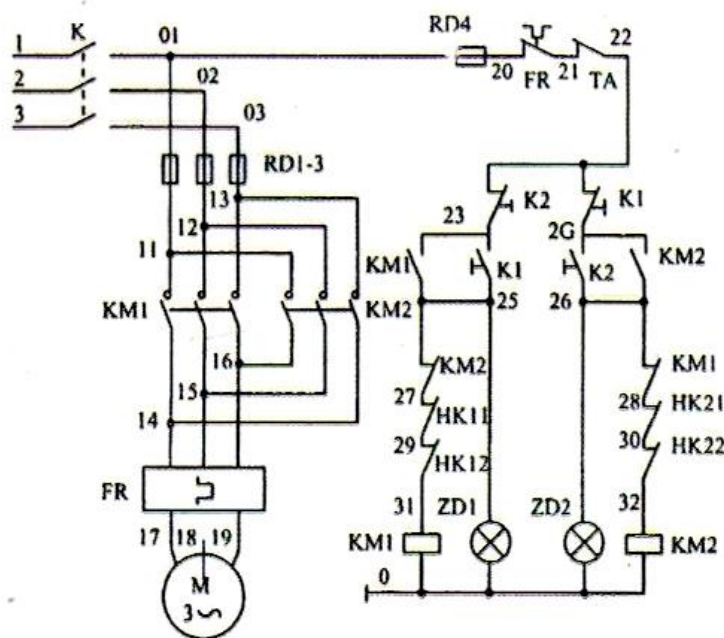 RD4
22
1
K
01
20
FR
21
TA
2
02
3
03
RD1-3
13
K2
K1
23
2G
12
11
KM1
K1
K2
KM2
25
26
KM1
KM2
16
KM2
KM1
27
HK11
28
HK21
15
29
HK12
30
HK22
14
FR
31
ZD1
ZD2
32
17
18
19
KM1
KM2
0
M
3~